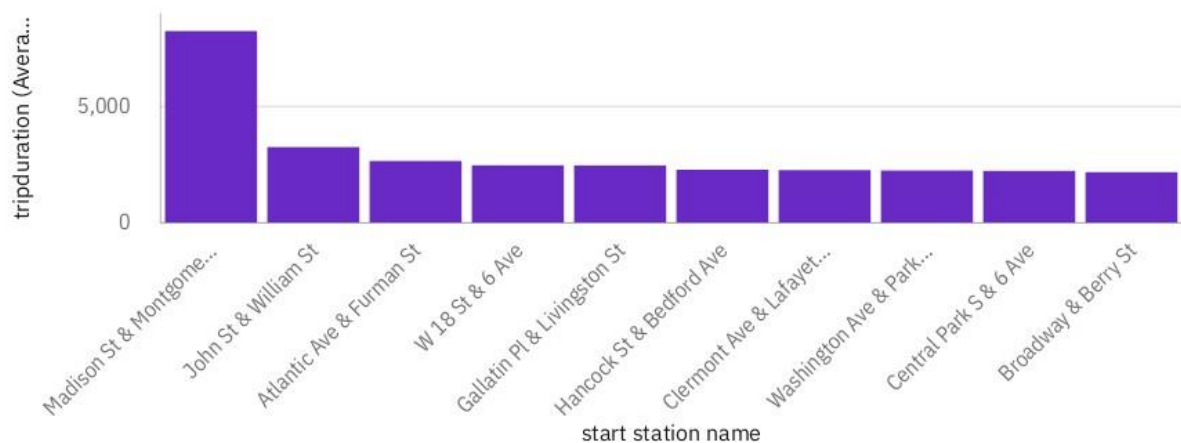 tripduration (Avera...
5,000
0
Madison St & Montgome...
John St & William St
Atlantic Ave & Furman St
W 18 St & 6 Ave
Gallatin Pl & Livingston St
Hancock St & Bedford Ave
Clermont Ave & Lafayet...
Washington Ave & Park...
Central Park S & 6 Ave
Broadway & Berry St
start station name